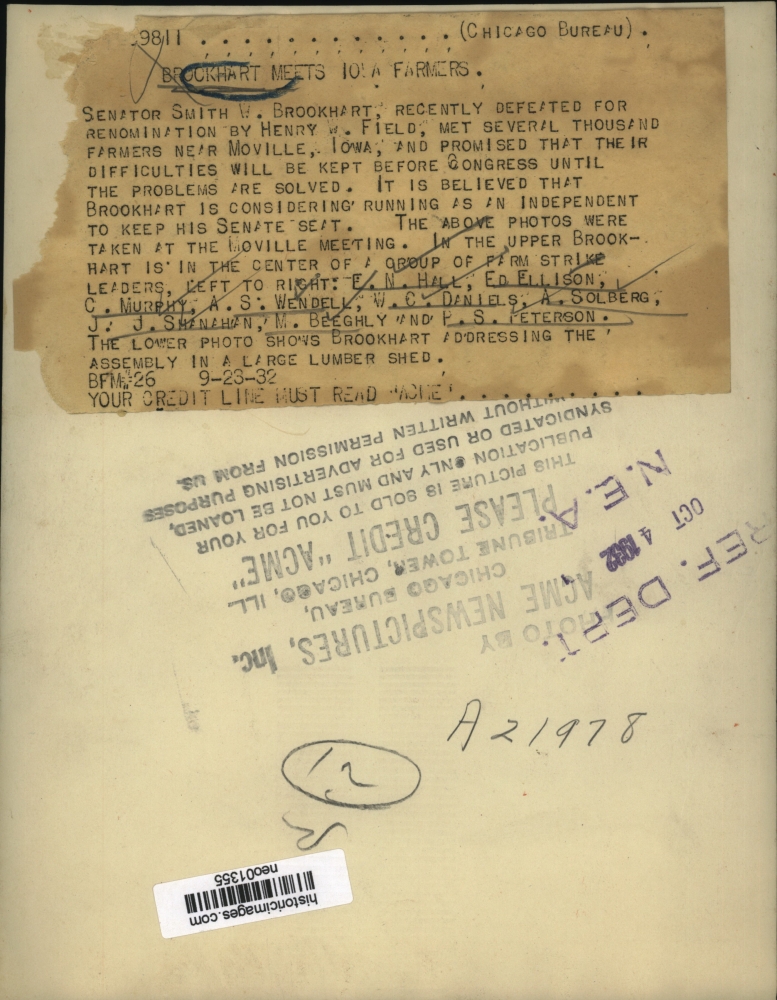 9811 . . . . . . . . . . . . (CHICAGO BUREAU) .
BROCKHART MEETS IOWA FARMERS.
SENATOR SMITH W. BROOKHART, RECENTLY DEFEATED FOR
RENOMINATION BY HENRY W. FIELD, MET SEVERAL THOUSAND
FARMERS NEAR MOVILLE, IOWA, AND PROMISED THAT THEIR
DIFFICULTIES WILL BE KEPT BEFORE CONGRESS UNTIL
THE PROBLEMS ARE SOLVED. IT IS BELIEVED THAT
BROOKHART IS CONSIDERING RUNNING AS AN INDEPENDENT
TO KEEP HIS SENATE SEAT. THE ABOVE PHOTOS WERE
TAKEN AT THE MOVILLE MEETING. IN THE UPPER BROOK-
HART IS IN THE CENTER OF A GROUP OF FARM STRIKE
LEADERS, LEFT TO RIGHT: E. N. HALL, ED ELLISON,
C. MURPHY, A. S. WENDELL, W. C. DANIELS, A. SOLBERG,
J. J. SHANAHAN, M. BEEGHLY AND P. S. PETERSON.
THE LOWER PHOTO SHOWS BROOKHART ADDRESSING THE
ASSEMBLY IN A LARGE LUMBER SHED.
BFM-26 9-23-32
YOUR CREDIT LINE MUST READ "ACME" . . . . . . . . .
PHOTO BY
ACME NEWSPICTURES, Inc.
CHICAGO BUREAU,
TRIBUNE TOWER, CHICAGO, ILL.
PLEASE CREDIT "ACME"
THIS PICTURE IS SOLD TO YOU FOR YOUR
PUBLICATION ONLY AND MUST NOT BE LOANED,
SYNDICATED OR USED FOR ADVERTISING PURPOSES
WITHOUT WRITTEN PERMISSION FROM US.
REF. DEPT.
OCT 4 1932
N. E. A.
A21978
12
historicimages.com
neo01355